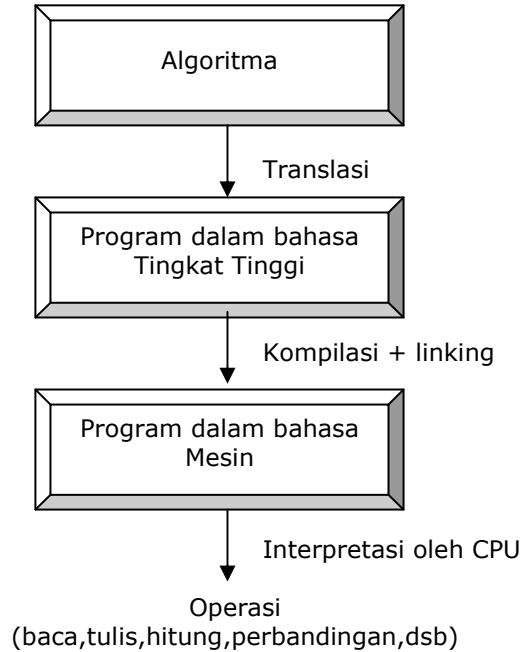 Algoritma
Translasi
Program dalam bahasa
Tingkat Tinggi
Kompilasi + linking
Program dalam bahasa
Mesin
Interpretasi oleh CPU
Operasi
(baca,tulis,hitung,perbandingan,dsb)